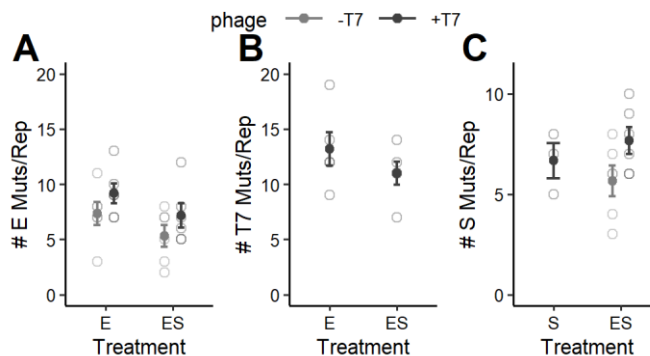 phage -T7 +T7
A
B
C
# E Muts/Rep
20
15
10
5
0
E ES
Treatment
# T7 Muts/Rep
20
15
10
5
0
E ES
Treatment
# S Muts/Rep
10
5
0
S ES
Treatment